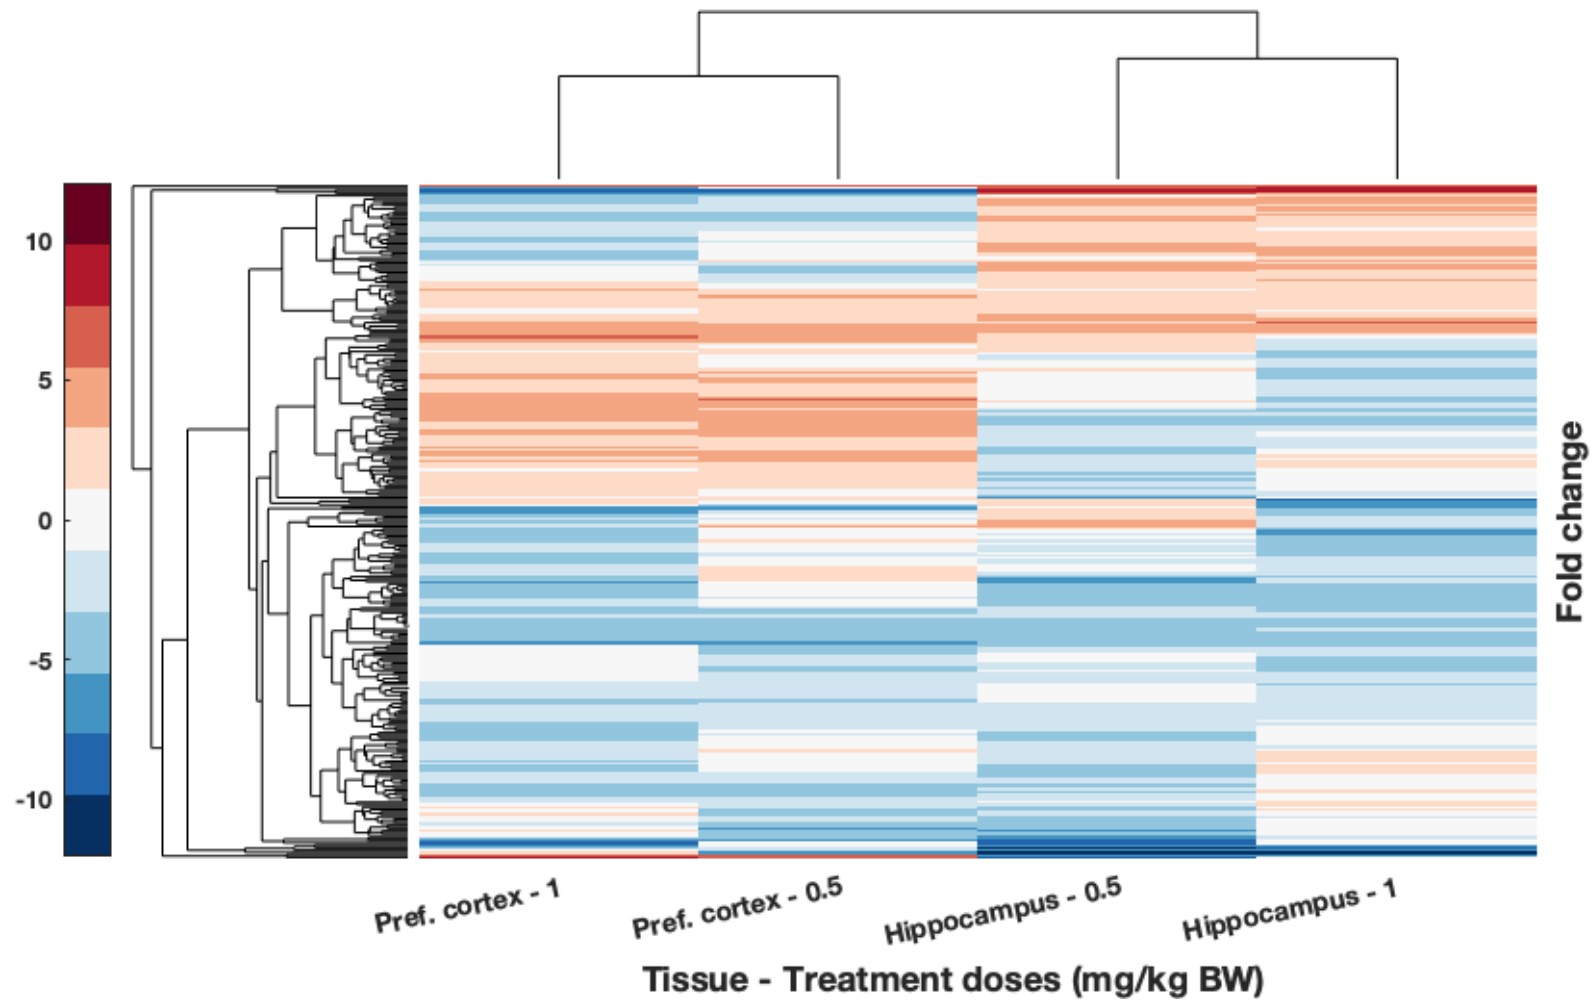 10
5
0
-5
-10
Fold change
Pref. cortex - 1
Pref. cortex - 0.5
Hippocampus - 0.5
Hippocampus - 1
Tissue - Treatment doses (mg/kg BW)